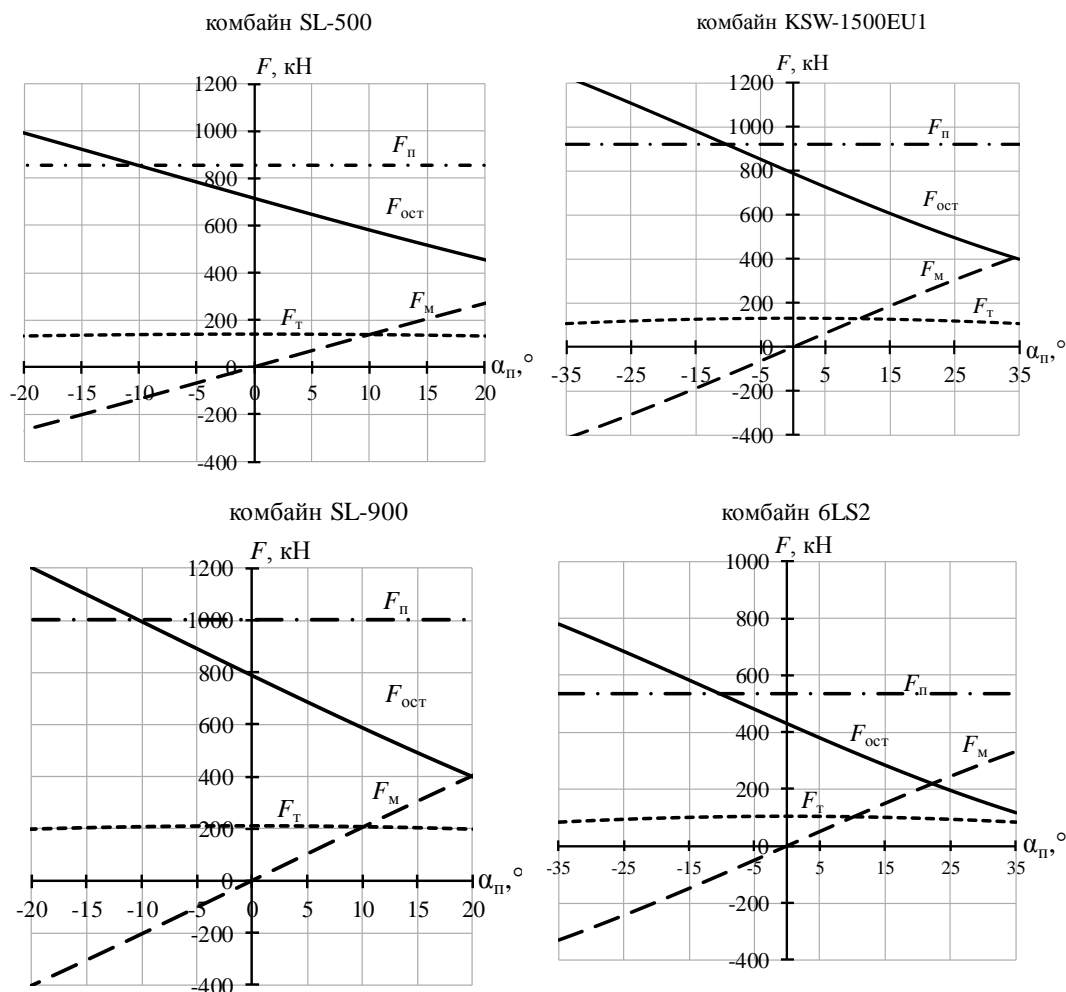 комбайн SL-500
F, кН
1200
1000
800
600
400
200
0
-200
-400
-20 -15 -10 -5 0 5 10 15 20
Fп
Fост
Fм
Fт
αп,°
комбайн KSW-1500EU1
F, кН
1200
1000
800
600
400
200
0
-200
-400
-35 -25 -15 -5 5 15 25 35
Fп
Fост
Fм
Fт
αп,°
комбайн SL-900
F, кН
1200
1000
800
600
400
200
0
-200
-400
-20 -15 -10 -5 0 5 10 15 20
Fп
Fост
Fм
Fт
αп,°
комбайн 6LS2
F, кН
1000
800
600
400
200
0
-200
-400
-35 -25 -15 -5 5 15 25 35
Fп
Fост
Fм
Fт
αп,°